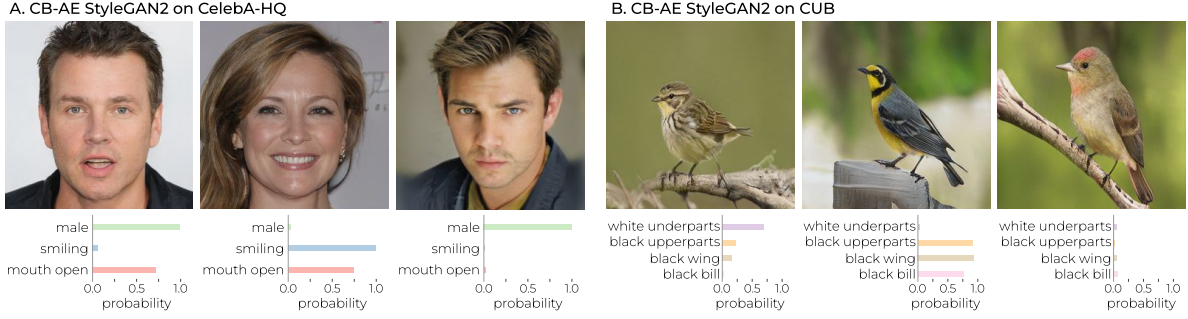 A. CB-AE StyleGAN2 on CelebA-HQ
male
smiling
mouth open
0.0 0.5 1.0
probability
male
smiling
mouth open
0.0 0.5 1.0
probability
male
smiling
mouth open
0.0 0.5 1.0
probability
B. CB-AE StyleGAN2 on CUB
white underparts
black upperparts
black wing
black bill
0.0 0.5 1.0
probability
white underparts
black upperparts
black wing
black bill
0.0 0.5 1.0
probability
white underparts
black upperparts
black wing
black bill
0.0 0.5 1.0
probability